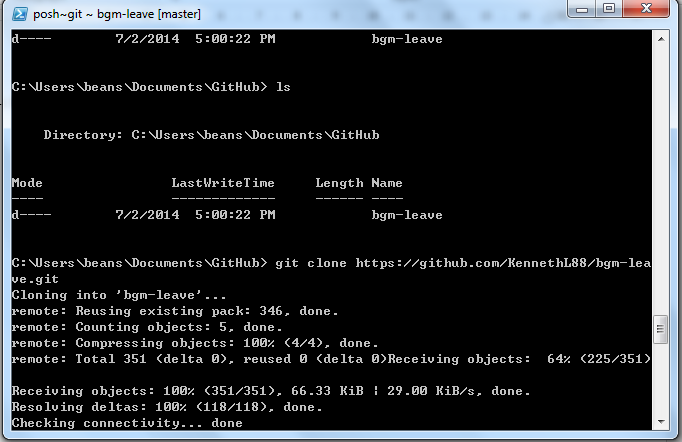 posh~git ~ bgm-leave [master]
d---- 7/2/2014 5:00:22 PM bgm-leave
C:\Users\beans\Documents\GitHub> ls
Directory: C:\Users\beans\Documents\GitHub
Mode LastWriteTime Length Name
---- ------------- ------ ----
d---- 7/2/2014 5:00:22 PM bgm-leave
C:\Users\beans\Documents\GitHub> git clone https://github.com/KennethL88/bgm-lea
ve.git
Cloning into 'bgm-leave'...
remote: Reusing existing pack: 346, done.
remote: Counting objects: 5, done.
remote: Compressing objects: 100% (4/4), done.
remote: Total 351 (delta 0), reused 0 (delta 0)Receiving objects:  64% (225/351)
Receiving objects: 100% (351/351), 66.33 KiB | 29.00 KiB/s, done.
Resolving deltas: 100% (118/118), done.
Checking connectivity... done